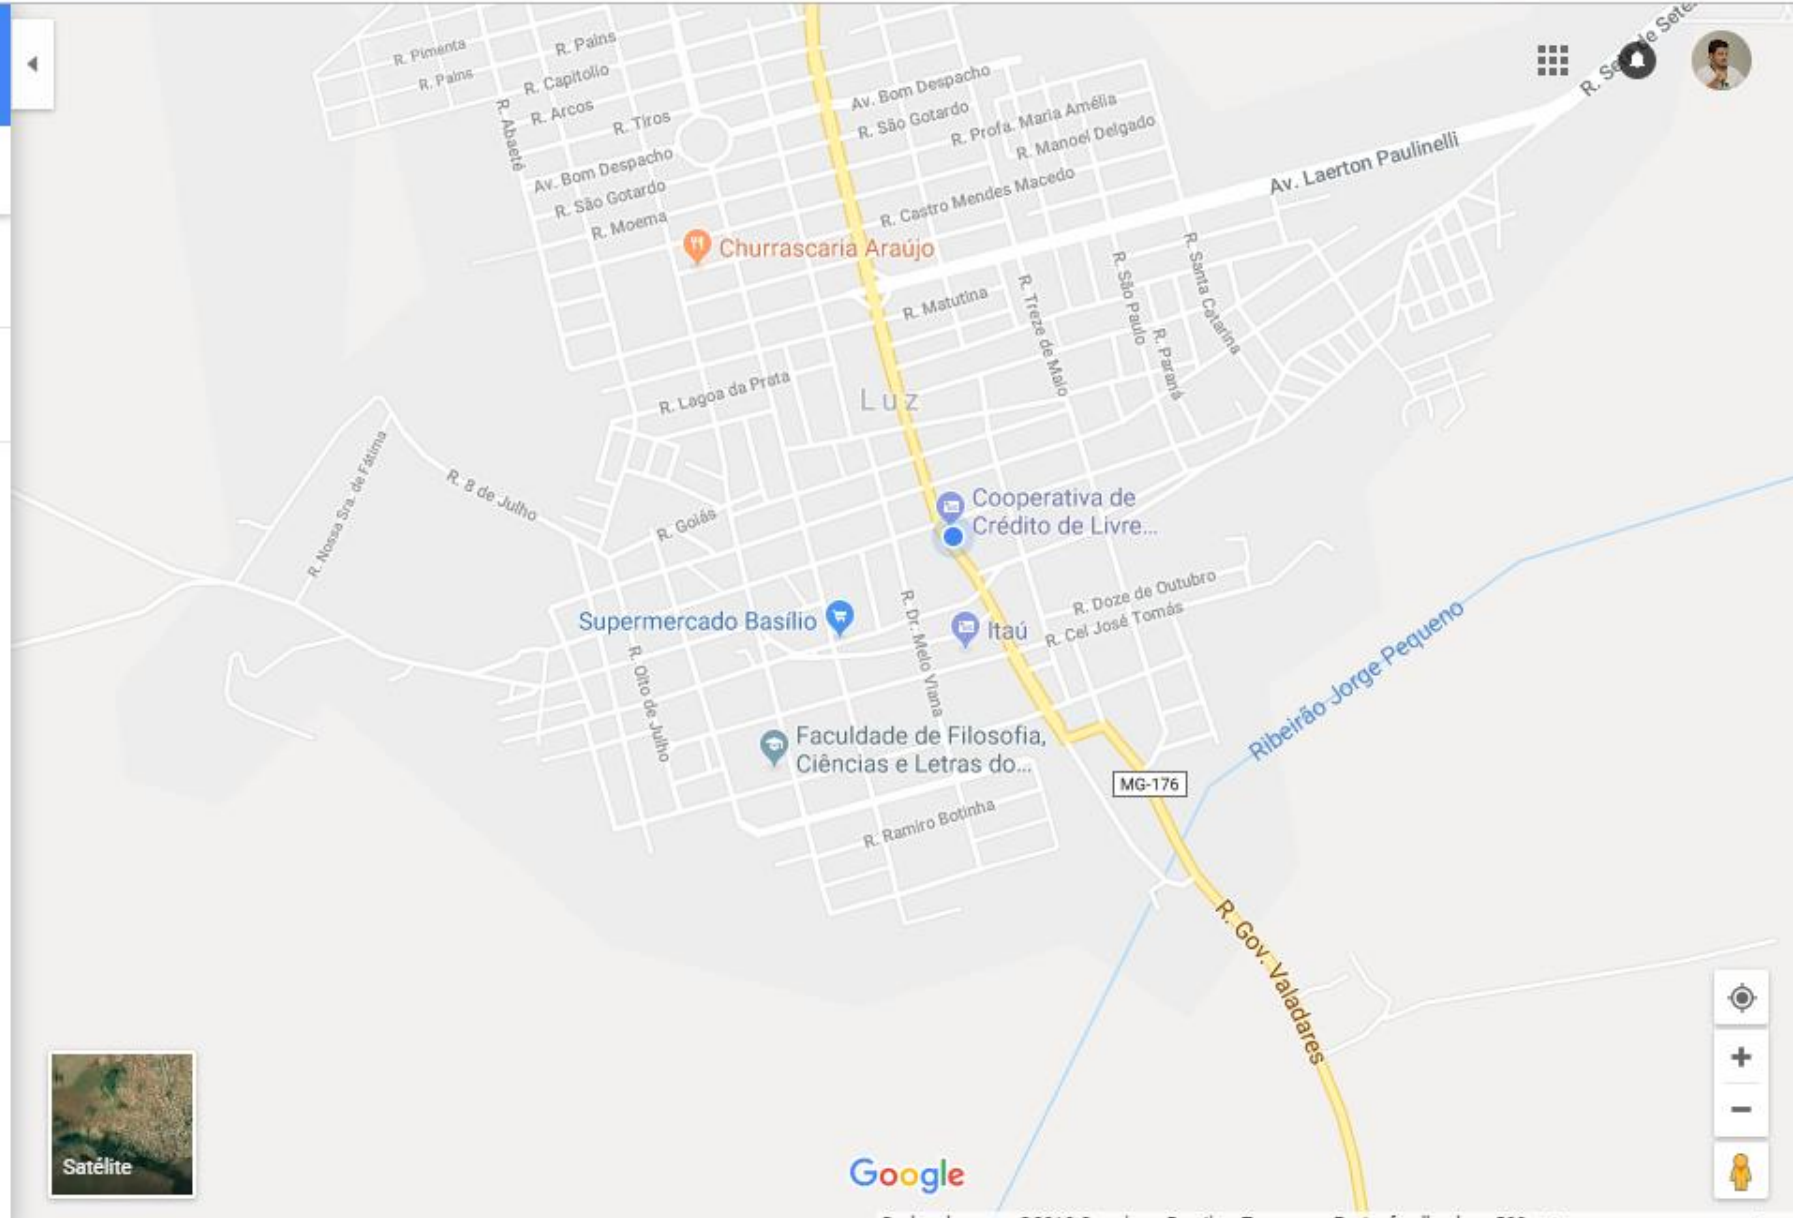 R. Sete de Sete
R. Pimenta
R. Pains
R. Pains
R. Capitolio
R. Arcos
R. Abaeté
R. Tiros
Av. Bom Despacho
R. São Gotardo
R. Profa. Maria Amélia
R. Manoel Delgado
Av. Laerton Paulinelli
Av. Bom Despacho
R. São Gotardo
R. Moema
R. Castro Mendes Macedo
Churrascaria Araújo
R. Matutina
R. Treze de Maio
R. São Paulo
R. Santa Catarina
R. Paraná
R. Lagoa da Prata
Luz
R. Nossa Sra. de Fátima
R. 8 de Julho
R. Goiás
Cooperativa de
Crédito de Livre...
R. Doze de Outubro
R. Cel José Tomás
Supermercado Basílio
Itaú
R. Dr. Melo Viana
R. Oito de Julho
Ribeirão Jorge Pequeno
Faculdade de Filosofia,
Ciências e Letras do...
MG-176
R. Ramiro Botinha
R. Gov. Valadares
Satélite
Google